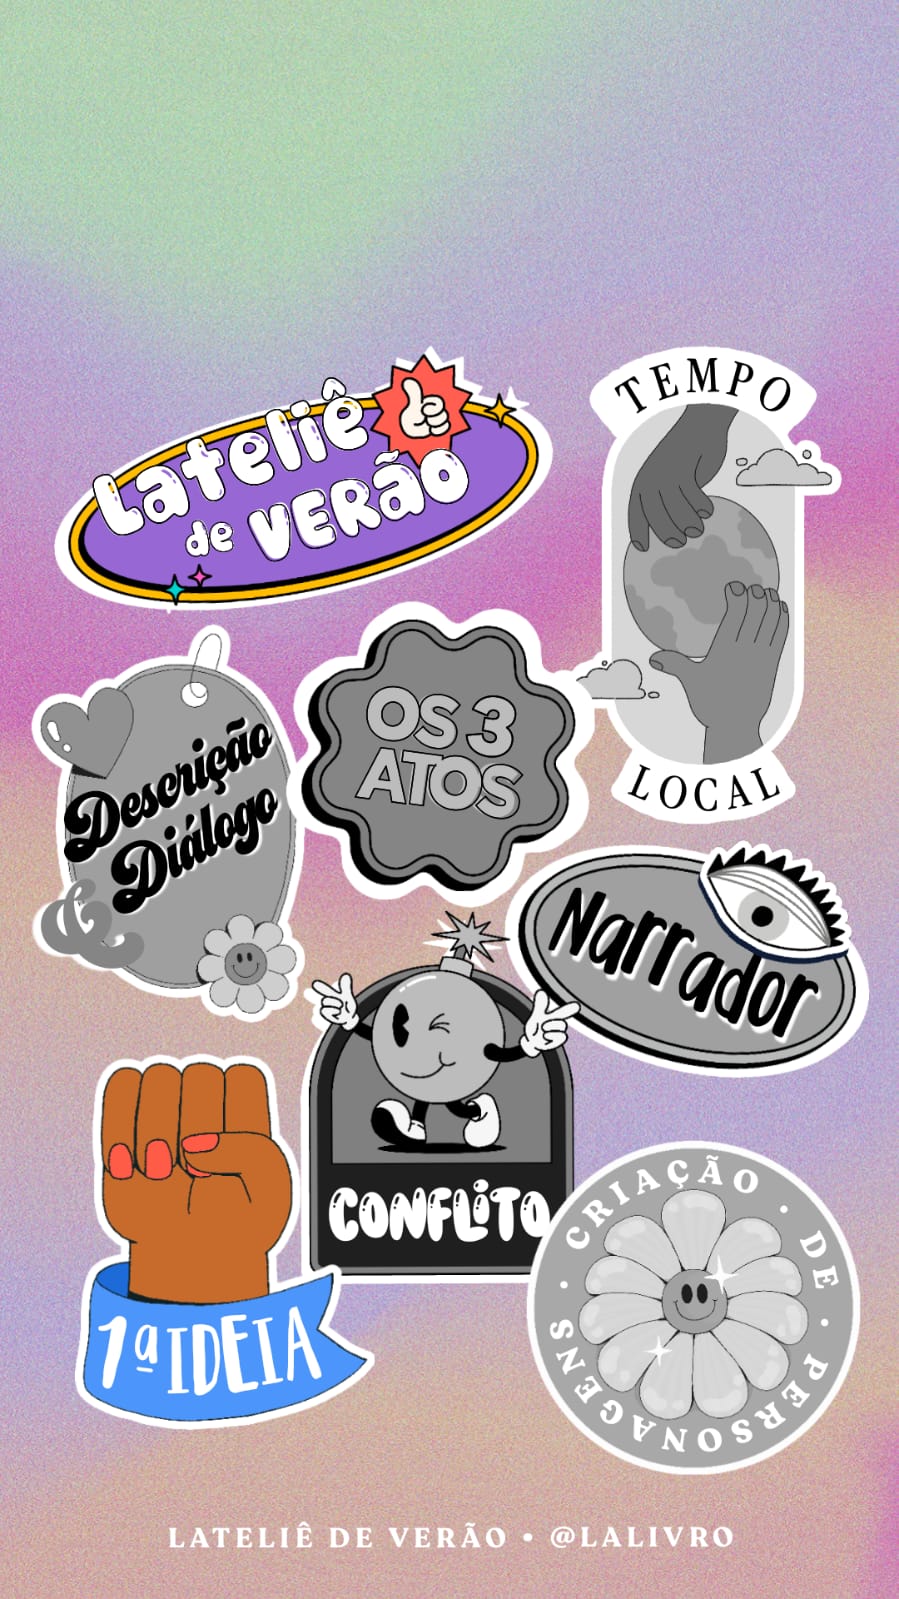 Lateliê
de VERÃO
TEMPO
LOCAL
Descrição
&
Diálogo
OS 3
ATOS
Narrador
CONFLITO
1ª IDEIA
CRIAÇÃO • DE • PERSONAGENS •
LATELIÊ DE VERÃO • @LALIVRO